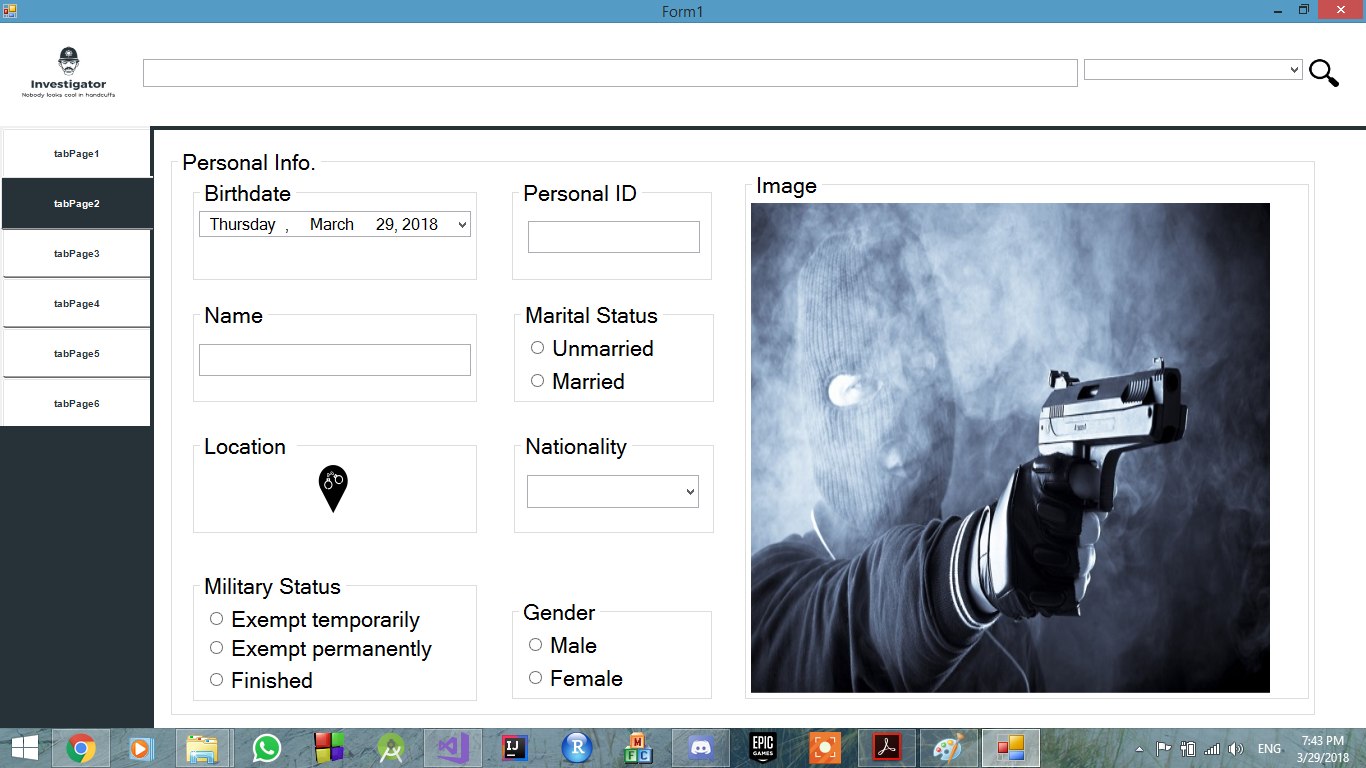 Form1
Investigator
Nobody looks cool in handcuffs
tabPage1
tabPage2
tabPage3
tabPage4
tabPage5
tabPage6
Personal Info.
Birthdate
Thursday , March 29, 2018
Personal ID
Image
Name
Marital Status
Unmarried
Married
Location
Nationality
Military Status
Exempt temporarily
Exempt permanently
Finished
Gender
Male
Female
IJ
R
M
F C
EPIC
GAMES
ENG
7:43 PM
3/29/2018